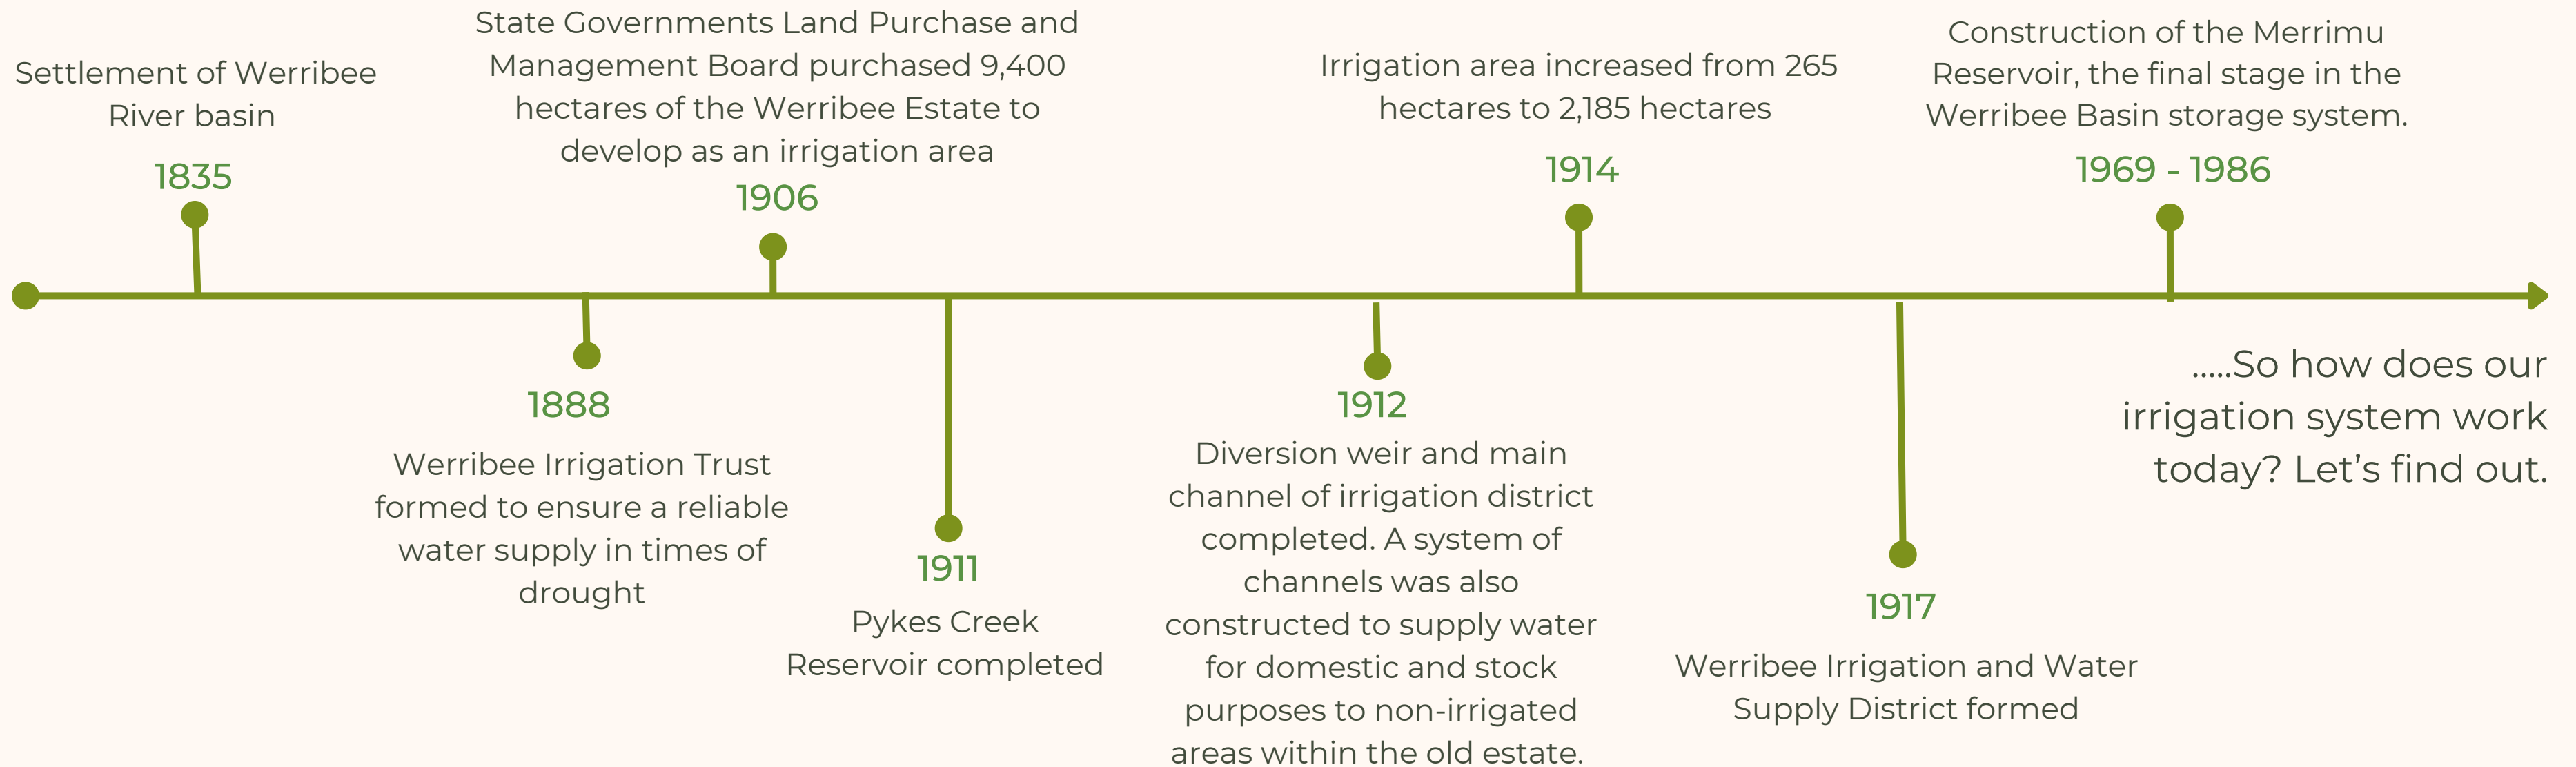 Settlement of Werribee
River basin
1835
State Governments Land Purchase and
Management Board purchased 9,400
hectares of the Werribee Estate to
develop as an irrigation area
1906
Irrigation area increased from 265
hectares to 2,185 hectares
1914
Construction of the Merrimu
Reservoir, the final stage in the
Werribee Basin storage system.
1969 - 1986
1888
Werribee Irrigation Trust
formed to ensure a reliable
water supply in times of
drought
1911
Pykes Creek
Reservoir completed
1912
Diversion weir and main
channel of irrigation district
completed. A system of
channels was also
constructed to supply water
for domestic and stock
purposes to non-irrigated
areas within the old estate.
1917
Werribee Irrigation and Water
Supply District formed
.....So how does our
irrigation system work
today? Let’s find out.